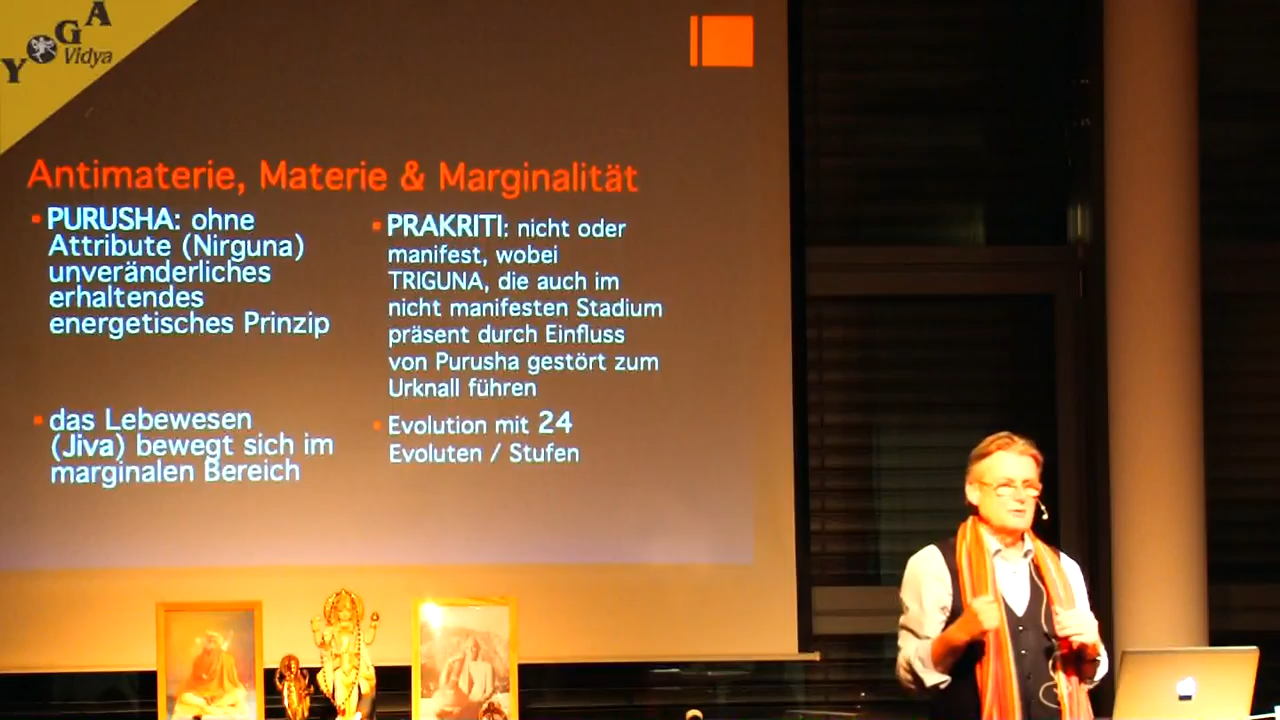 YOGA
Vidya
Antimaterie, Materie & Marginalität
PURUSHA: ohne
Attribute (Nirguna)
unveränderliches
erhaltendes
energetisches Prinzip
das Lebewesen
(Jiva) bewegt sich im
marginalen Bereich
PRAKRITI: nicht oder
manifest, wobei
TRIGUNA, die auch im
nicht manifesten Stadium
präsent durch Einfluss
von Purusha gestört zum
Urknall führen
Evolution mit 24
Evoluten / Stufen